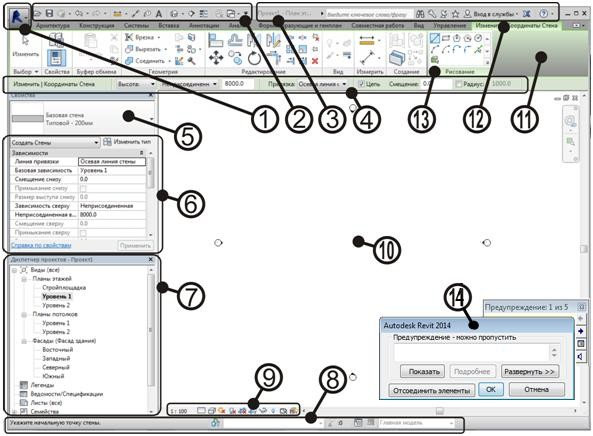 Проект1 - План эт... Введите ключевое слово/фразу Вход в службы
Архитектура Конструкция Системы Вставка Аннотации Формообразующие и генплан Вид Управление Изменить | Координаты Стена
Изменить Врезка
Вырезать
Соединить
Выбор Свойства Буфер обмена Геометрия Редактирование Вид Измерить Создание Рисование
Изменить | Координаты Стена Высота: Неприсоединенн 8000.0 Привязка: Осевая линия с Цепь Смещение: 0.0 Радиус: 1000.0
1 2 3 4 13 12 11
Свойства
Базовая стена
Типовой - 200мм
5
Создать Стены Изменить тип
Зависимости
Линия привязки Осевая линия стены
Базовая зависимость Уровень 1
Смещение снизу 0.0
Примыкание снизу
Размер выступа снизу 0.0
Зависимость сверху Неприсоединенная
Неприсоединенная в... 8000.0
Смещение сверху 0.0
Примыкание сверху
6
Справка по свойствам Применить
10
Диспетчер проектов - Проект1
Виды (все)
Планы этажей
Стройплощадка
Уровень 1
Уровень 2
Планы потолков
Уровень 1
Уровень 2
Фасады (Фасад здания)
Восточный
Западный
Северный
Южный
Легенды
Ведомости/Спецификации
Листы (все)
Семейства
7
14
Предупреждение: 1 из 5
Autodesk Revit 2014
Предупреждение - можно пропустить
Показать Подробнее Развернуть >>
Отсоединить элементы OK Отмена
9
8
1 : 100
Укажите начальную точку стены. :0 Главная модель